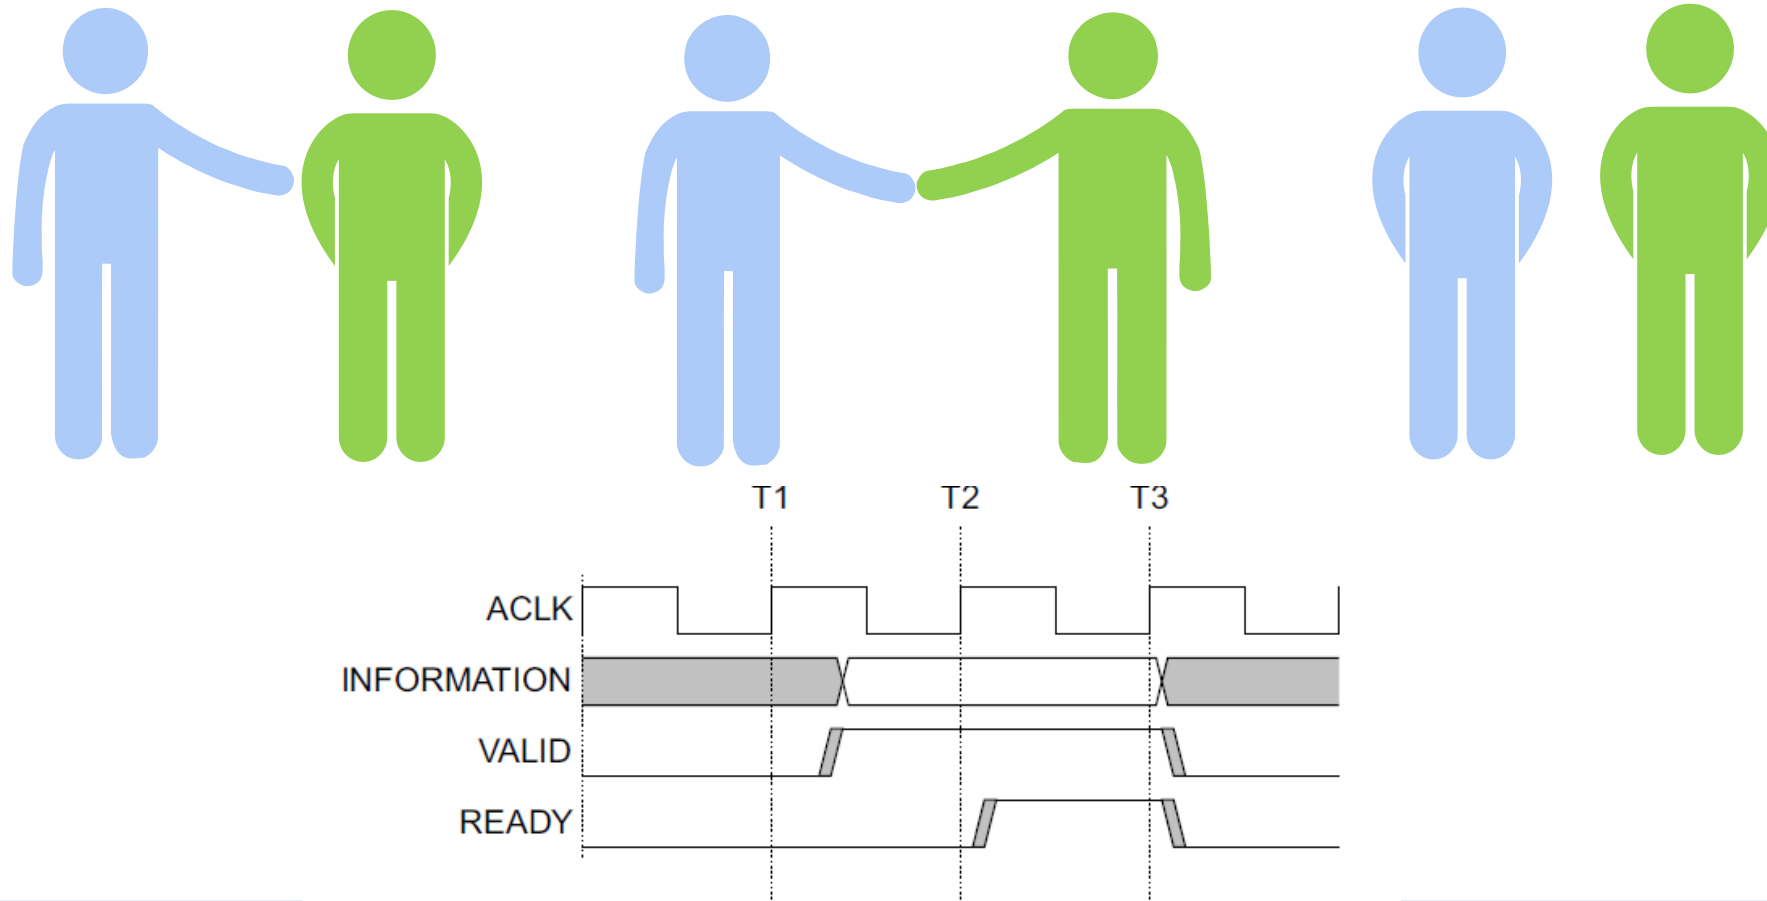 T1 T2 T3
ACLK
INFORMATION
VALID
READY